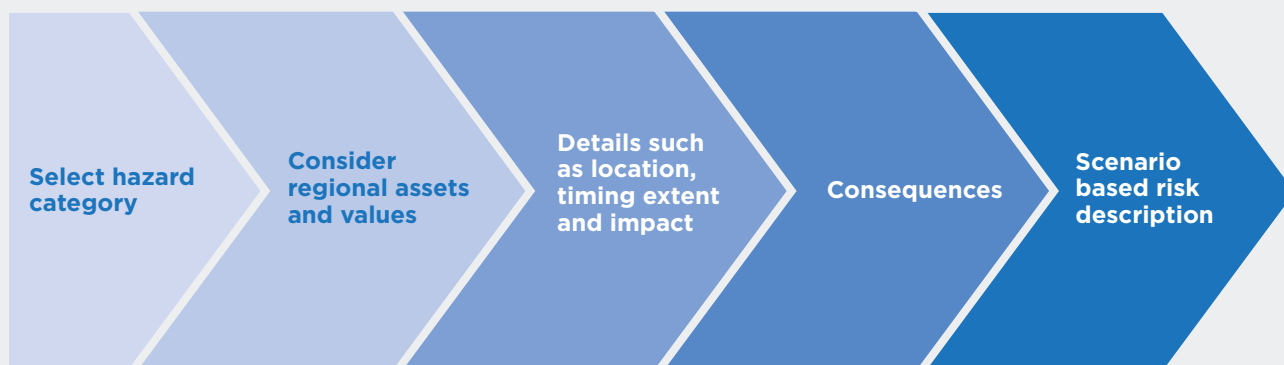 Select hazard
category
Consider
regional assets
and values
Details such
as location,
timing extent
and impact
Consequences
Scenario
based risk
description